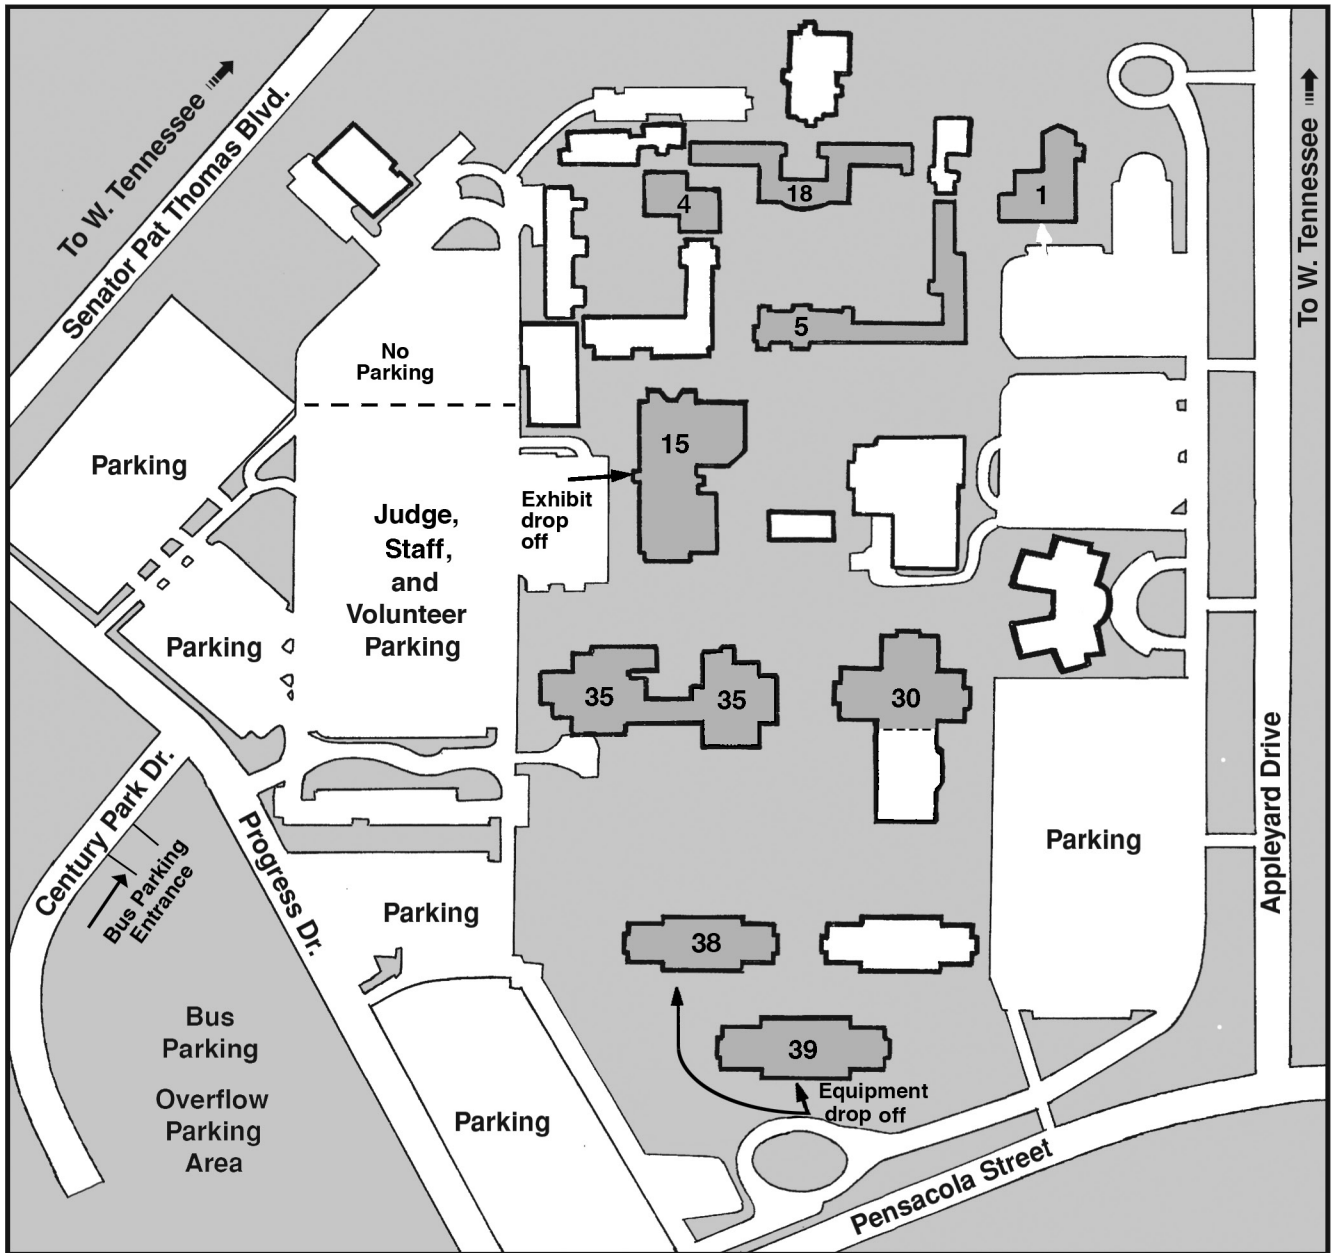 To W. Tennessee
Senator Pat Thomas Blvd.
To W. Tennessee
18
1
4
5
No
Parking
15
Parking
Exhibit
drop
off
Judge,
Staff,
and
Volunteer
Parking
Parking
35
35
30
Century Park Dr.
Bus Parking
Entrance
Progress Dr.
Parking
Parking
Appleyard Drive
38
39
Bus
Parking
Overflow
Parking
Area
Equipment
drop off
Parking
Pensacola Street